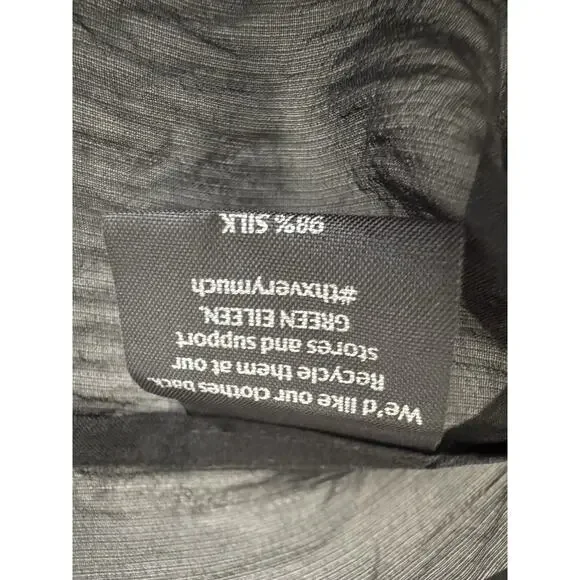 We'd like our clothes back.
Recycle them at our
stores and support
GREEN EILEEN.
#thxverymuch
98% SILK